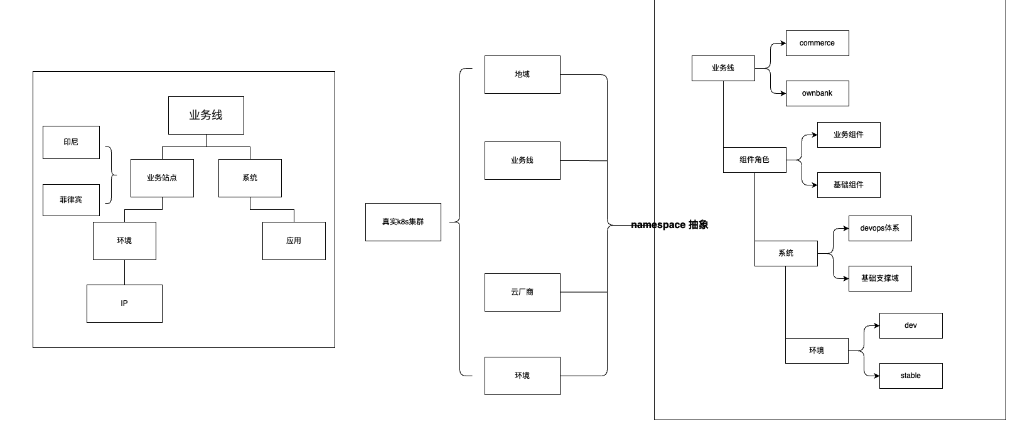 业务线
印尼
菲律宾
业务站点
系统
环境
应用
IP
真实k8s集群
地域
业务线
云厂商
环境
namespace 抽象
业务线
commerce
ownbank
组件角色
业务组件
基础组件
系统
devops体系
基础支撑域
环境
dev
stable